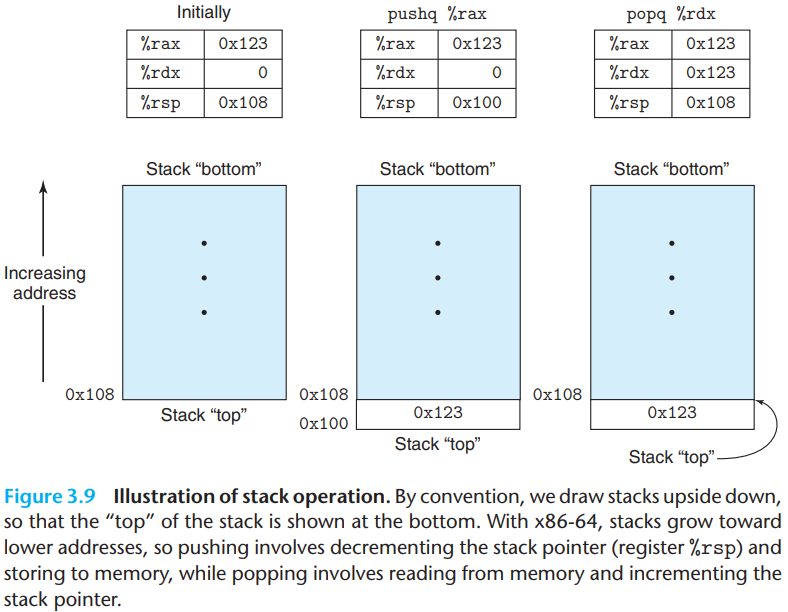 Initially
%rax 0x123
%rdx 0
%rsp 0x108
pushq %rax
%rax 0x123
%rdx 0
%rsp 0x100
popq %rdx
%rax 0x123
%rdx 0x123
%rsp 0x108
Increasing
address
Stack “bottom”
0x108
Stack “top”
Stack “bottom”
0x108
0x100
0x123
Stack “top”
Stack “bottom”
0x108
0x123
Stack “top”
Figure 3.9 Illustration of stack operation. By convention, we draw stacks upside down,
so that the “top” of the stack is shown at the bottom. With x86-64, stacks grow toward
lower addresses, so pushing involves decrementing the stack pointer (register %rsp) and
storing to memory, while popping involves reading from memory and incrementing the
stack pointer.